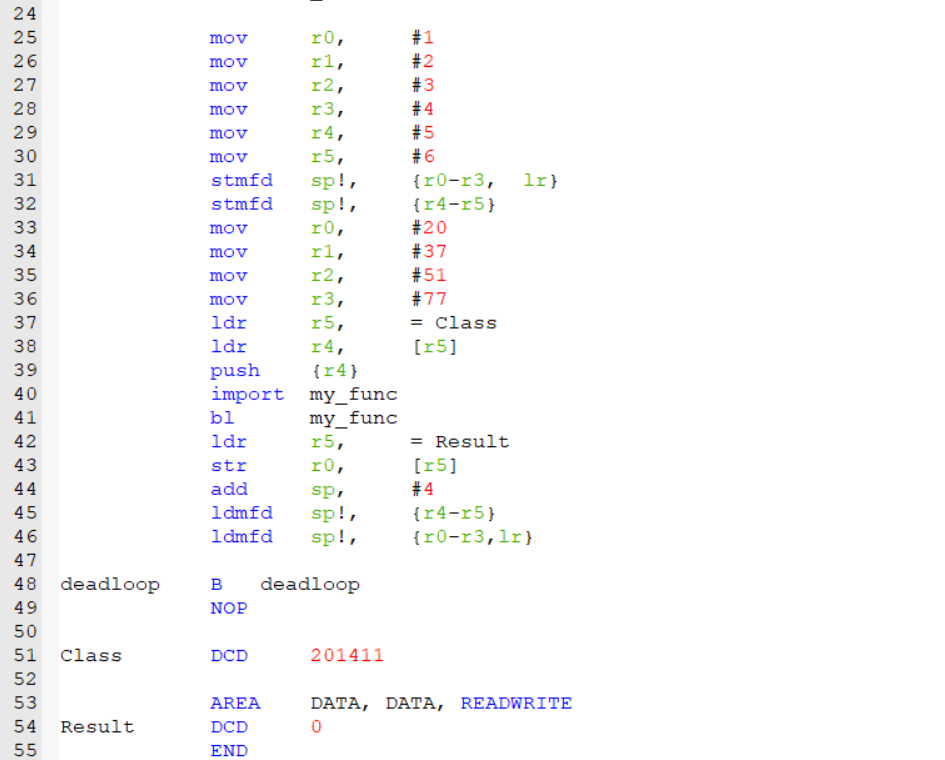 24
25 mov r0, #1
26 mov r1, #2
27 mov r2, #3
28 mov r3, #4
29 mov r4, #5
30 mov r5, #6
31 stmfd sp!, {r0-r3, lr}
32 stmfd sp!, {r4-r5}
33 mov r0, #20
34 mov r1, #37
35 mov r2, #51
36 mov r3, #77
37 ldr r5, = Class
38 ldr r4, [r5]
39 push {r4}
40 import my_func
41 bl my_func
42 ldr r5, = Result
43 str r0, [r5]
44 add sp, #4
45 ldmfd sp!, {r4-r5}
46 ldmfd sp!, {r0-r3,lr}
47
48 deadloop B deadloop
49 NOP
50
51 Class DCD 201411
52
53 AREA DATA, DATA, READWRITE
54 Result DCD 0
55 END